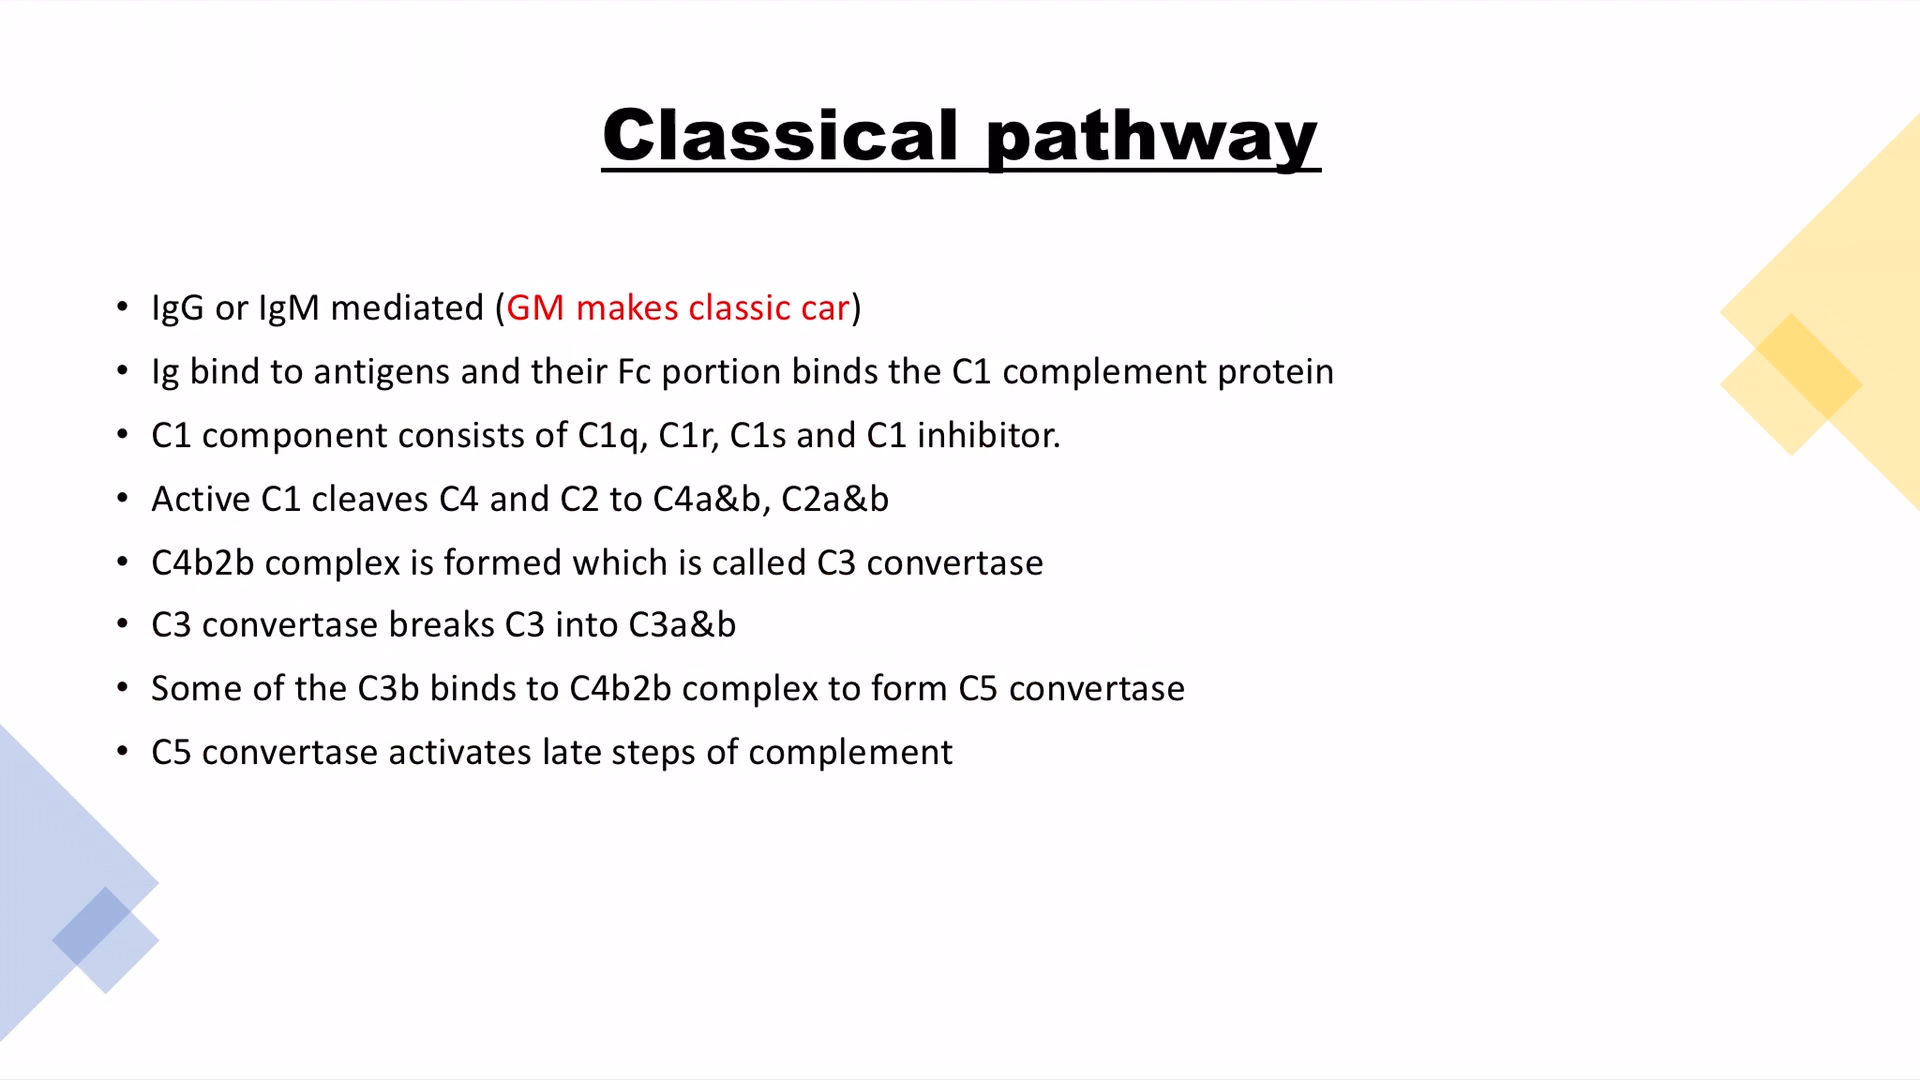 Classical pathway
• IgG or IgM mediated (GM makes classic car)
• Ig bind to antigens and their Fc portion binds the C1 complement protein
• C1 component consists of C1q, C1r, C1s and C1 inhibitor.
• Active C1 cleaves C4 and C2 to C4a&b, C2a&b
• C4b2b complex is formed which is called C3 convertase
• C3 convertase breaks C3 into C3a&b
• Some of the C3b binds to C4b2b complex to form C5 convertase
• C5 convertase activates late steps of complement